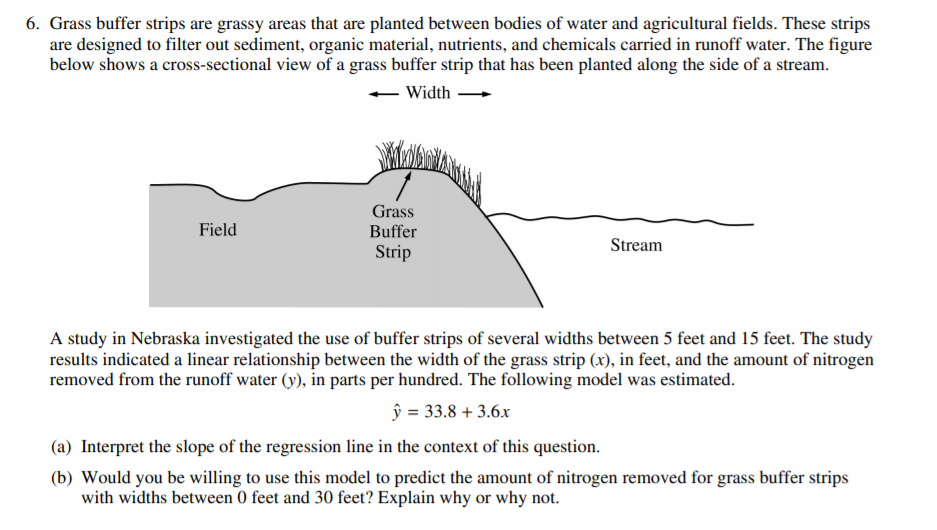 6. Grass buffer strips are grassy areas that are planted between bodies of water and agricultural fields. These strips
are designed to filter out sediment, organic material, nutrients, and chemicals carried in runoff water. The figure
below shows a cross-sectional view of a grass buffer strip that has been planted along the side of a stream.
Width
Grass
Buffer
Strip
Field
Stream
A study in Nebraska investigated the use of buffer strips of several widths between 5 feet and 15 feet. The study
results indicated a linear relationship between the width of the grass strip (x), in feet, and the amount of nitrogen
removed from the runoff water (y), in parts per hundred. The following model was estimated.
ŷ = 33.8 + 3.6x
(a) Interpret the slope of the regression line in the context of this question.
(b) Would you be willing to use this model to predict the amount of nitrogen removed for grass buffer strips
with widths between 0 feet and 30 feet? Explain why or why not.